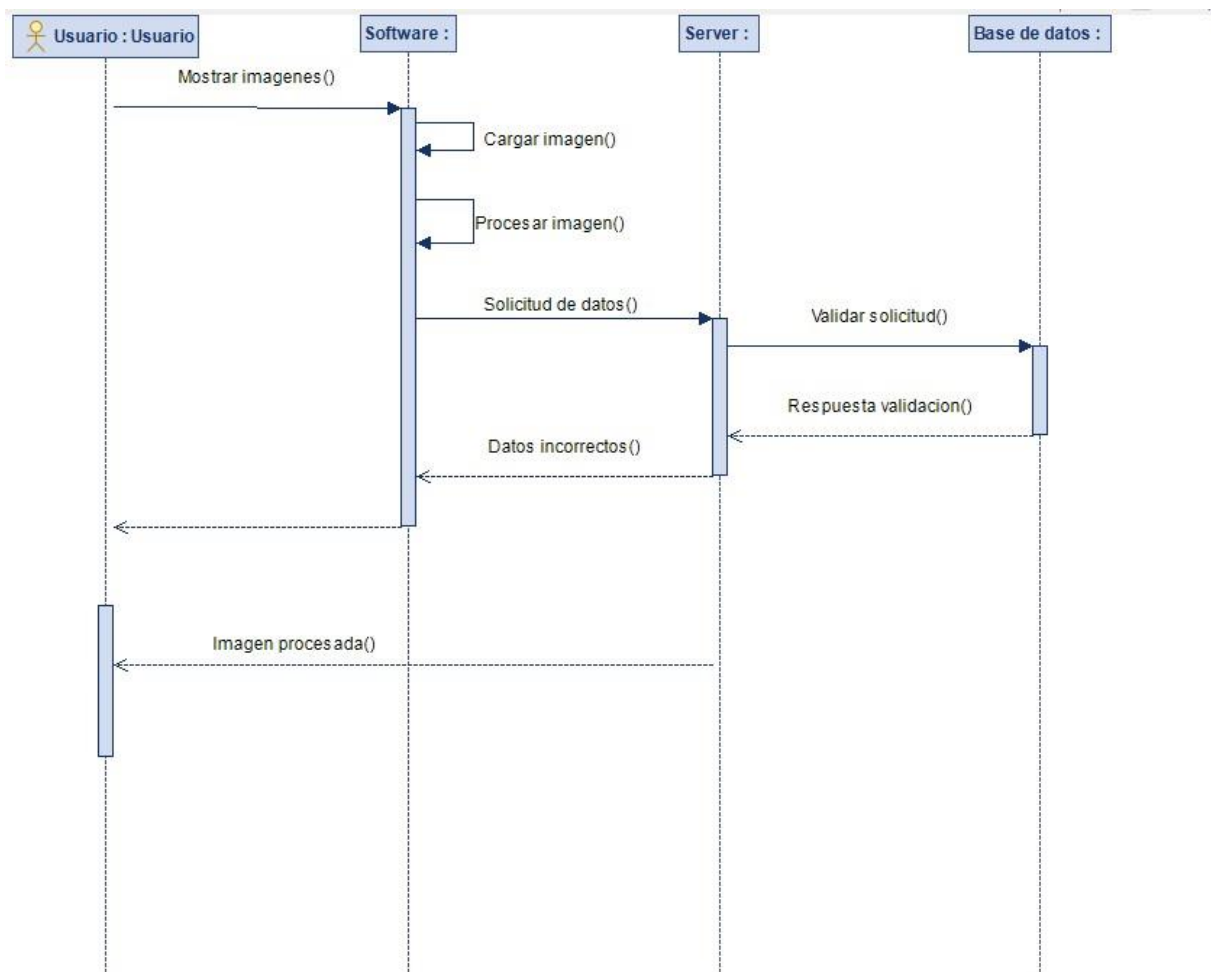 Usuario : Usuario
Software :
Server :
Base de datos :
Mostrar imagenes()
Cargar imagen()
Procesar imagen()
Solicitud de datos()
Validar solicitud()
Respuesta validacion()
Datos incorrectos()
Imagen procesada()